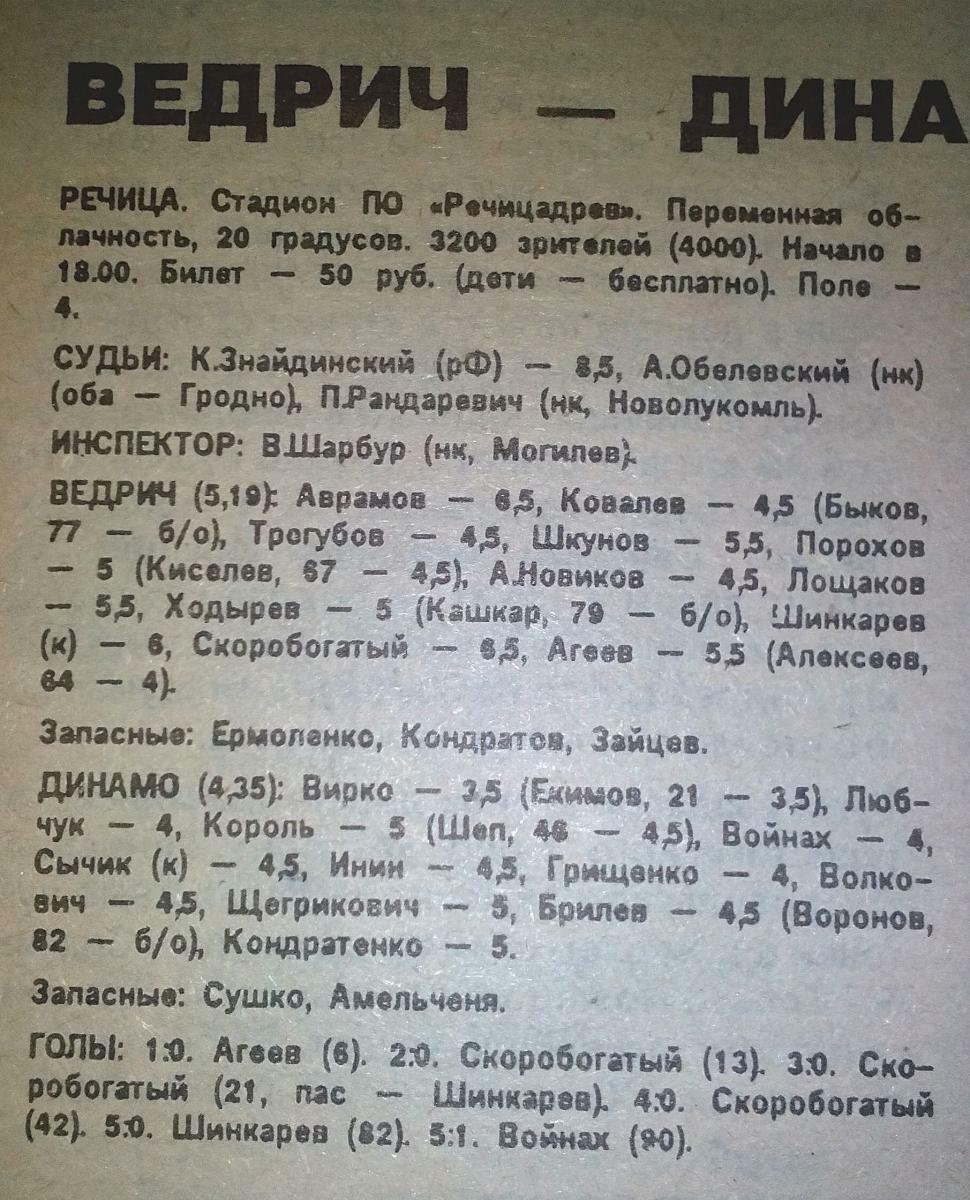 ВЕДРИЧ — ДИНА
РЕЧИЦА. Стадион ПО «Речицадрев». Переменная об-
лачность, 20 градусов. 3200 зрителей (4000). Начало в
18.00. Билет — 50 руб. (дети — бесплатно). Поле —
4.
СУДЬИ: К.Знайдинский (рФ) — 8,5, А.Обелевский (нк)
(оба — Гродно), П.Рандаревич (нк, Новолукомль).
ИНСПЕКТОР: В.Шарбур (нк, Могилев).
ВЕДРИЧ (5,19): Аврамов — 6,5, Ковалев — 4,5 (Быков,
77 — б/о), Трегубов — 4,5, Шкунов — 5,5, Порохов
— 5 (Киселев, 67 — 4,5), А.Новиков — 4,5, Лощаков
— 5,5, Ходырев — 5 (Кашкар, 79 — б/о), Шинкарев
(к) — 6, Скоробогатый — 6,5, Агеев — 5,5 (Алексеев,
64 — 4).
Запасные: Ермоленко, Кондратов, Зайцев.
ДИНАМО (4,35): Вирко — 3,5 (Екимов, 21 — 3,5), Люб-
чук — 4, Король — 5 (Шеп, 46 — 4,5), Войнах — 4,
Сычик (к) — 4,5, Инин — 4,5, Грищенко — 4, Волко-
вич — 4,5, Щегрикович — 5, Брилев — 4,5 (Воронов,
82 — б/о), Кондратенко — 5.
Запасные: Сушко, Амельченя.
ГОЛЫ: 1:0. Агеев (6). 2:0. Скоробогатый (13). 3:0. Ско-
робогатый (21, пас — Шинкарев). 4:0. Скоробогатый
(42). 5:0. Шинкарев (82). 5:1. Войнах (90).